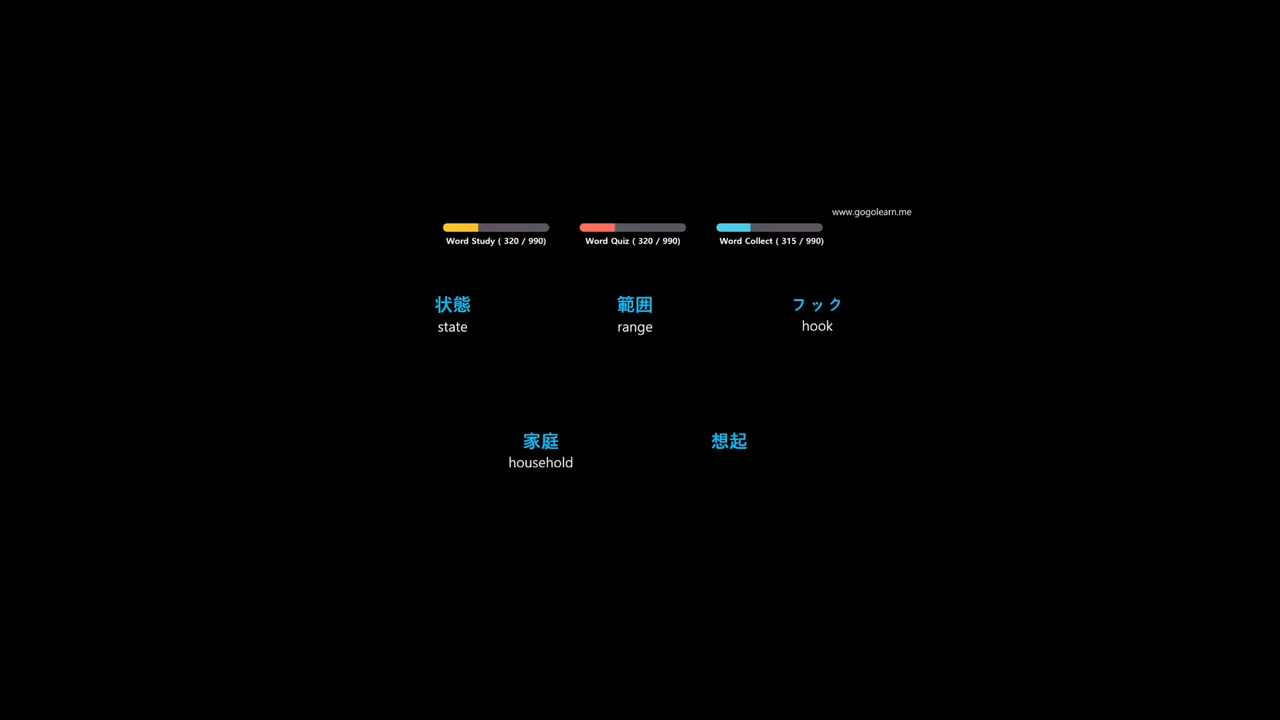 www.gogolearn.me
Word Study ( 320 / 990)
Word Quiz ( 320 / 990)
Word Collect ( 315 / 990)
状態
state
範囲
range
フック
hook
家庭
household
想起